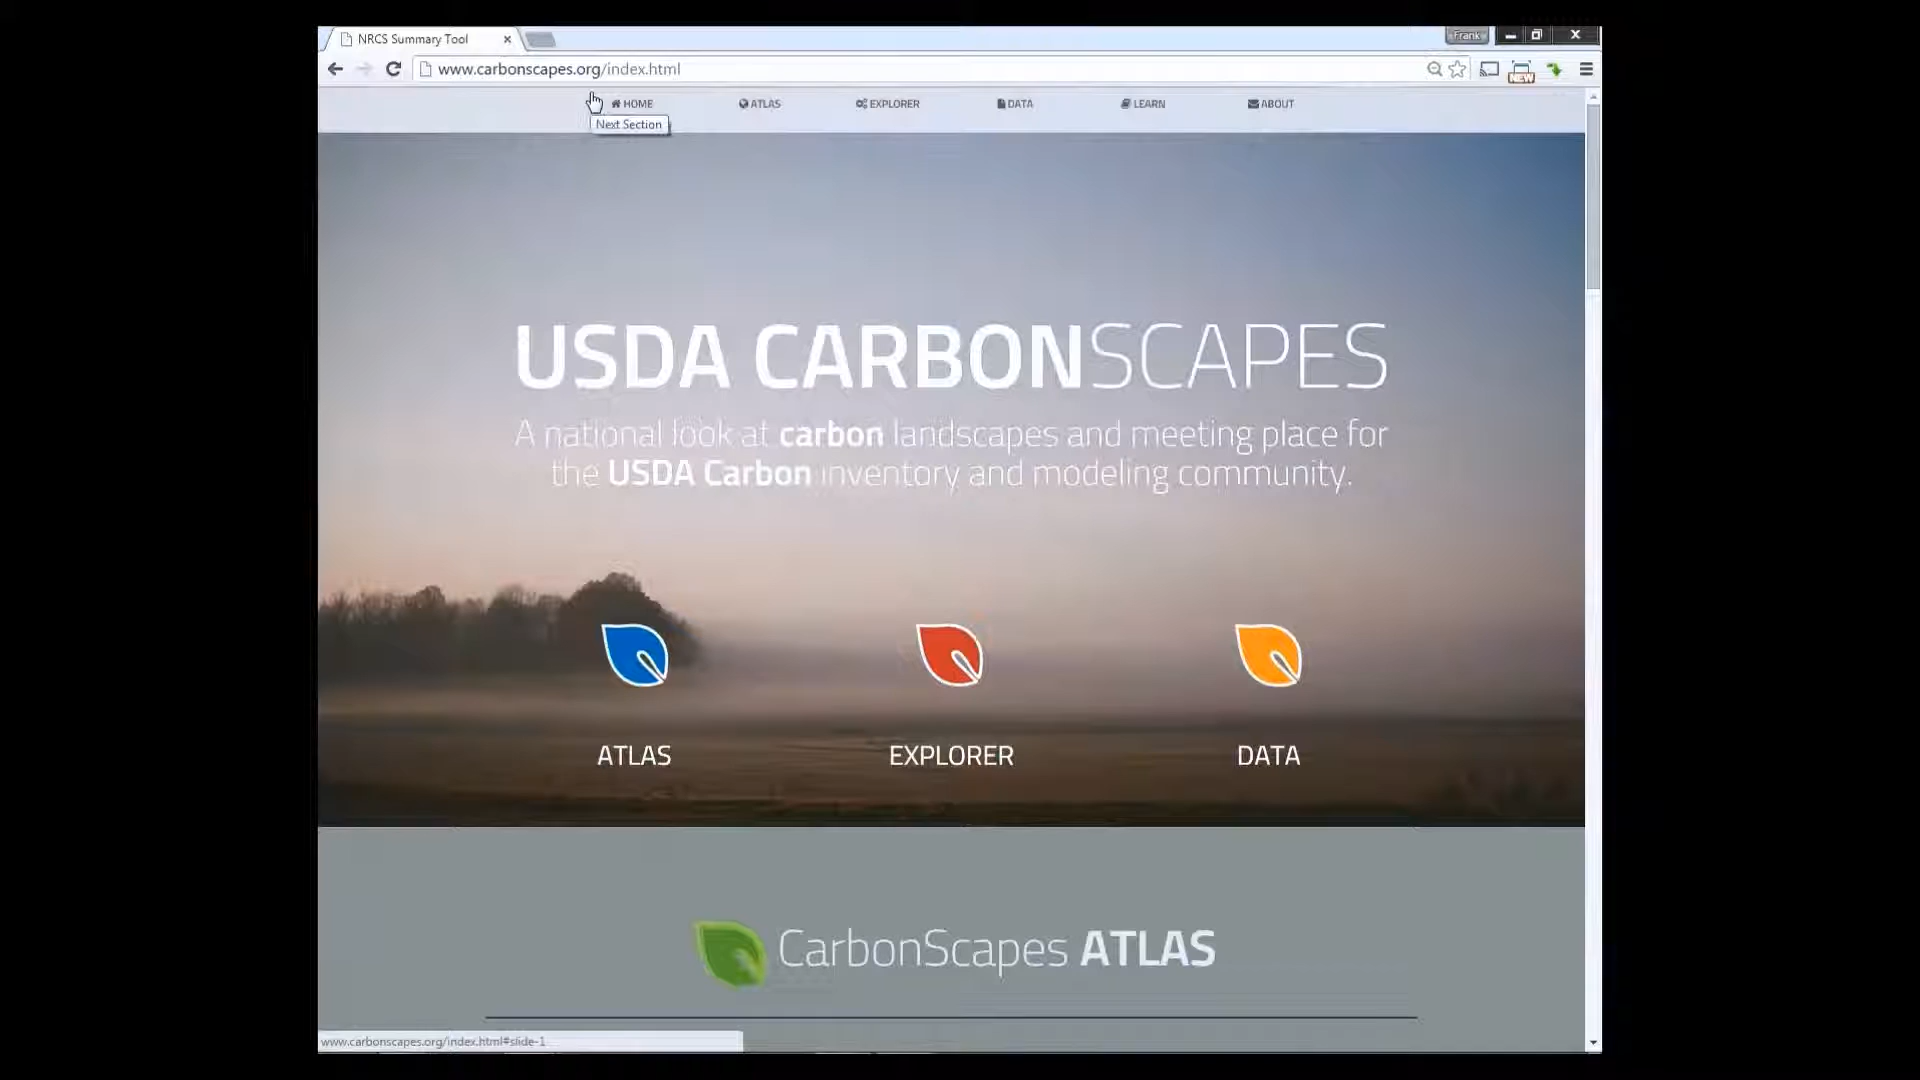 NRCS Summary Tool
Frank
www.carbonscapes.org/index.html
NEW
HOME ATLAS EXPLORER DATA LEARN ABOUT
Next Section
USDA CARBONSCAPES
A national look at carbon landscapes and meeting place for
the USDA Carbon inventory and modeling community.
ATLAS EXPLORER DATA
CarbonScapes ATLAS
www.carbonscapes.org/index.html#slide-1